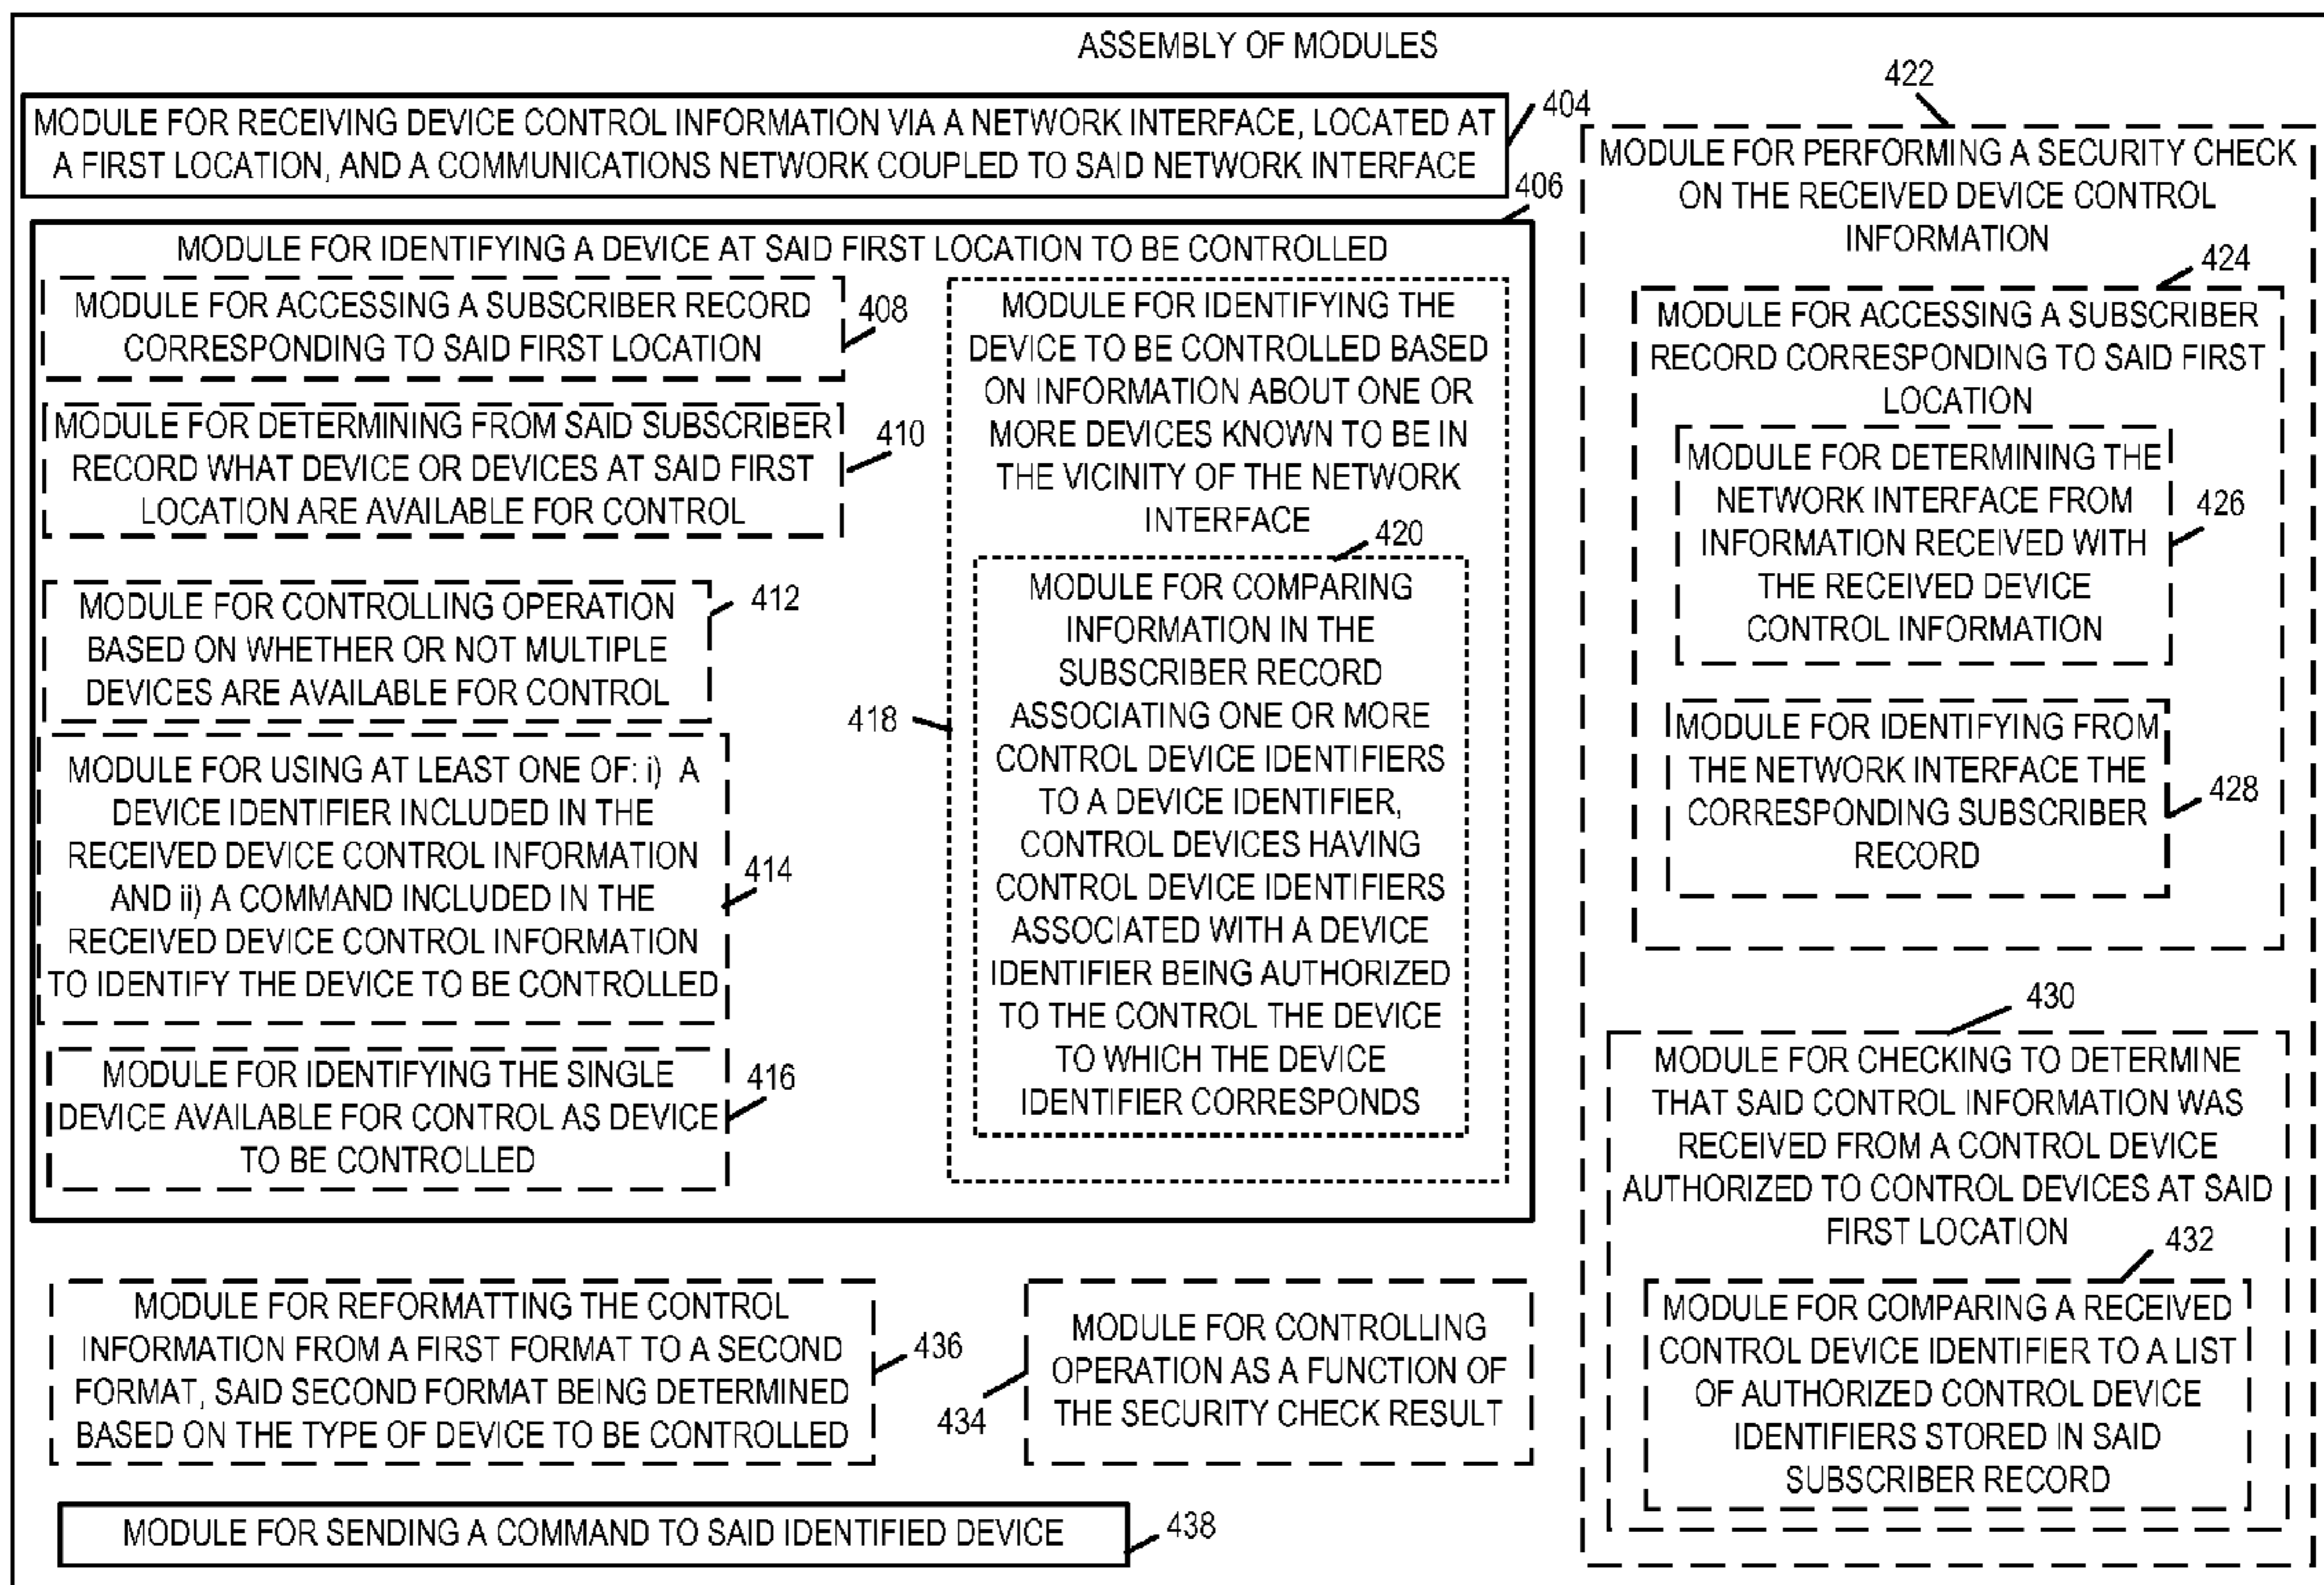 ASSEMBLY OF MODULES
MODULE FOR RECEIVING DEVICE CONTROL INFORMATION VIA A NETWORK INTERFACE, LOCATED AT
A FIRST LOCATION, AND A COMMUNICATIONS NETWORK COUPLED TO SAID NETWORK INTERFACE
404
406
MODULE FOR IDENTIFYING A DEVICE AT SAID FIRST LOCATION TO BE CONTROLLED
MODULE FOR ACCESSING A SUBSCRIBER RECORD
CORRESPONDING TO SAID FIRST LOCATION
408
MODULE FOR DETERMINING FROM SAID SUBSCRIBER
RECORD WHAT DEVICE OR DEVICES AT SAID FIRST
LOCATION ARE AVAILABLE FOR CONTROL
410
MODULE FOR CONTROLLING OPERATION
BASED ON WHETHER OR NOT MULTIPLE
DEVICES ARE AVAILABLE FOR CONTROL
412
MODULE FOR USING AT LEAST ONE OF: i) A
DEVICE IDENTIFIER INCLUDED IN THE
RECEIVED DEVICE CONTROL INFORMATION
AND ii) A COMMAND INCLUDED IN THE
RECEIVED DEVICE CONTROL INFORMATION
TO IDENTIFY THE DEVICE TO BE CONTROLLED
414
MODULE FOR IDENTIFYING THE SINGLE
DEVICE AVAILABLE FOR CONTROL AS DEVICE
TO BE CONTROLLED
416
MODULE FOR IDENTIFYING THE
DEVICE TO BE CONTROLLED BASED
ON INFORMATION ABOUT ONE OR
MORE DEVICES KNOWN TO BE IN
THE VICINITY OF THE NETWORK
INTERFACE
418
420
MODULE FOR COMPARING
INFORMATION IN THE
SUBSCRIBER RECORD
ASSOCIATING ONE OR MORE
CONTROL DEVICE IDENTIFIERS
TO A DEVICE IDENTIFIER,
CONTROL DEVICES HAVING
CONTROL DEVICE IDENTIFIERS
ASSOCIATED WITH A DEVICE
IDENTIFIER BEING AUTHORIZED
TO THE CONTROL THE DEVICE
TO WHICH THE DEVICE
IDENTIFIER CORRESPONDS
422
MODULE FOR PERFORMING A SECURITY CHECK
ON THE RECEIVED DEVICE CONTROL
INFORMATION
424
MODULE FOR ACCESSING A SUBSCRIBER
RECORD CORRESPONDING TO SAID FIRST
LOCATION
MODULE FOR DETERMINING THE
NETWORK INTERFACE FROM
INFORMATION RECEIVED WITH
THE RECEIVED DEVICE
CONTROL INFORMATION
426
MODULE FOR IDENTIFYING FROM
THE NETWORK INTERFACE THE
CORRESPONDING SUBSCRIBER
RECORD
428
430
MODULE FOR CHECKING TO DETERMINE
THAT SAID CONTROL INFORMATION WAS
RECEIVED FROM A CONTROL DEVICE
AUTHORIZED TO CONTROL DEVICES AT SAID
FIRST LOCATION
432
MODULE FOR COMPARING A RECEIVED
CONTROL DEVICE IDENTIFIER TO A LIST
OF AUTHORIZED CONTROL DEVICE
IDENTIFIERS STORED IN SAID
SUBSCRIBER RECORD
MODULE FOR REFORMATTING THE CONTROL
INFORMATION FROM A FIRST FORMAT TO A SECOND
FORMAT, SAID SECOND FORMAT BEING DETERMINED
BASED ON THE TYPE OF DEVICE TO BE CONTROLLED
436
434
MODULE FOR CONTROLLING
OPERATION AS A FUNCTION OF
THE SECURITY CHECK RESULT
MODULE FOR SENDING A COMMAND TO SAID IDENTIFIED DEVICE
438